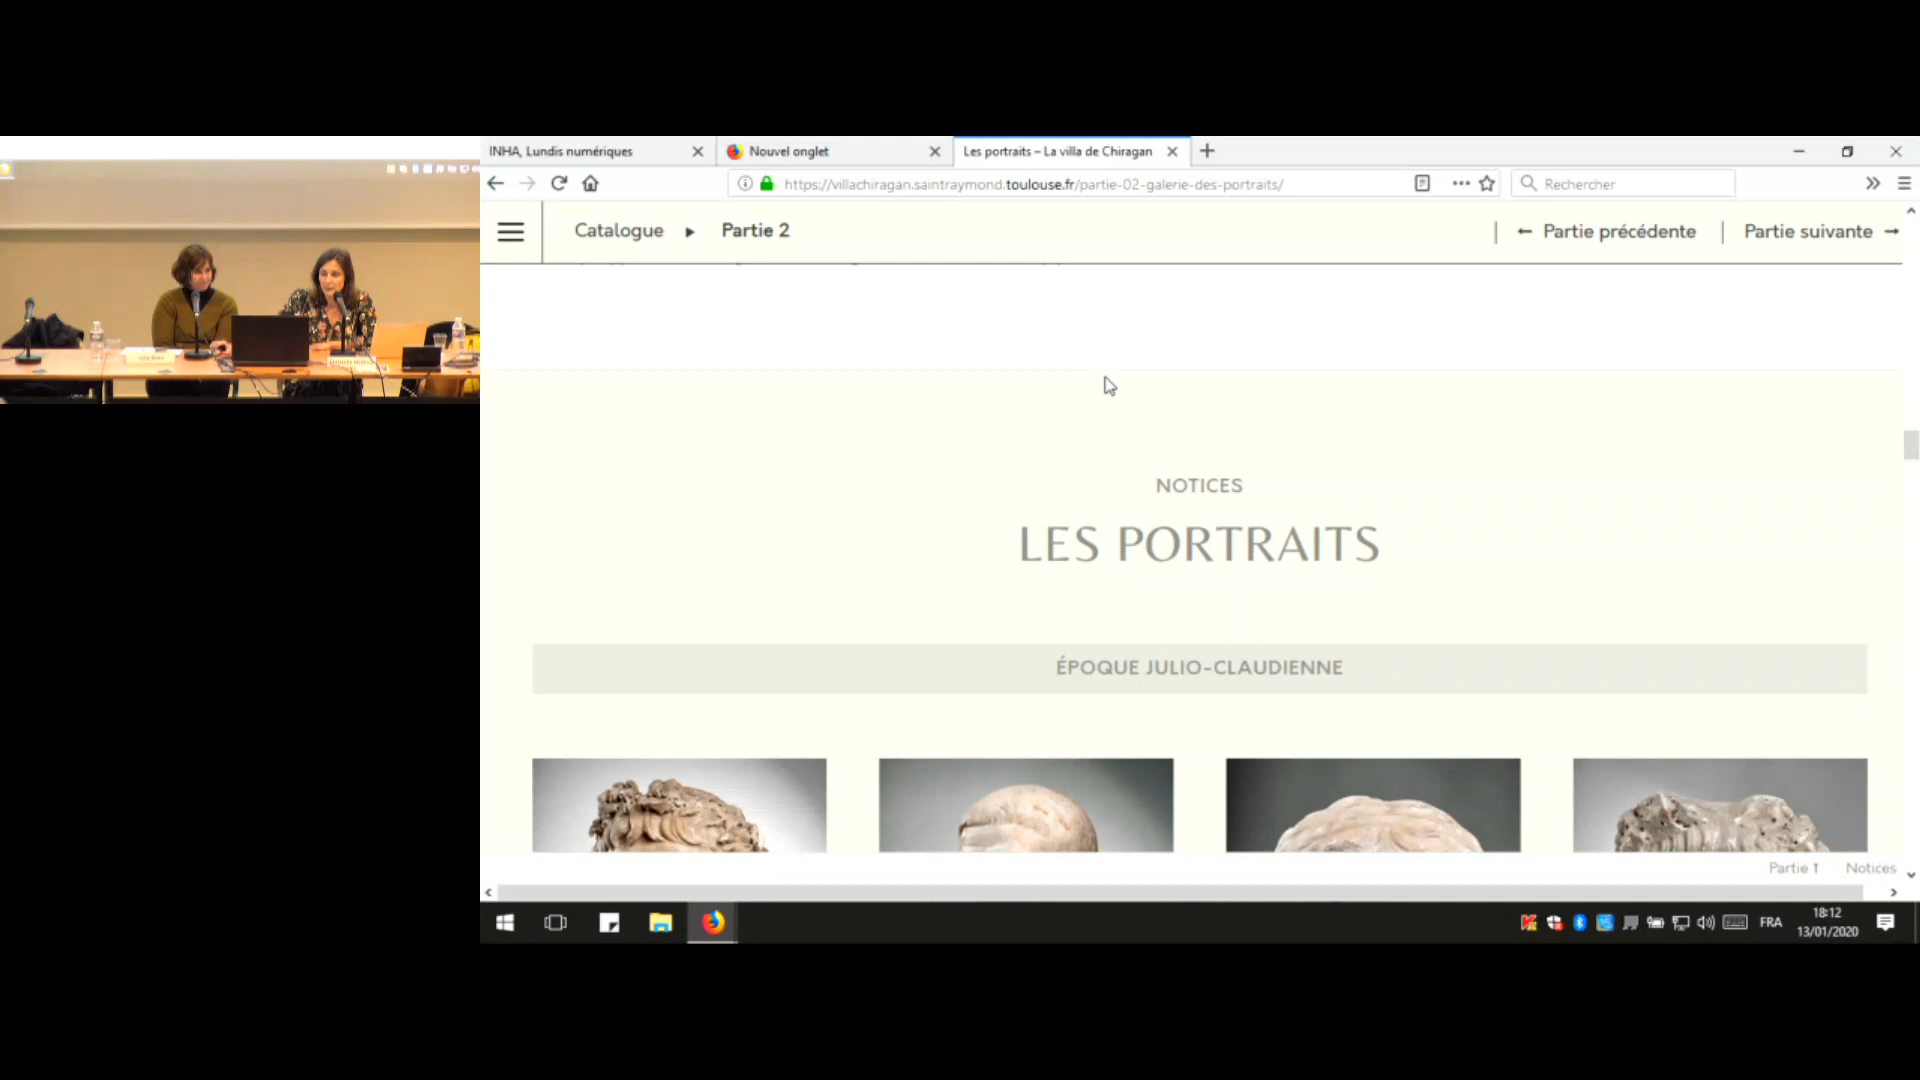 INHA, Lundis numériques
Nouvel onglet
Les portraits – La villa de Chiragan
https://villachiragan.saintraymond.toulouse.fr/partie-02-galerie-des-portraits/
Rechercher
Catalogue ▸ Partie 2
← Partie précédente
Partie suivante →
NOTICES
LES PORTRAITS
ÉPOQUE JULIO-CLAUDIENNE
Partie ↑
Notices
FRA
18:12
13/01/2020